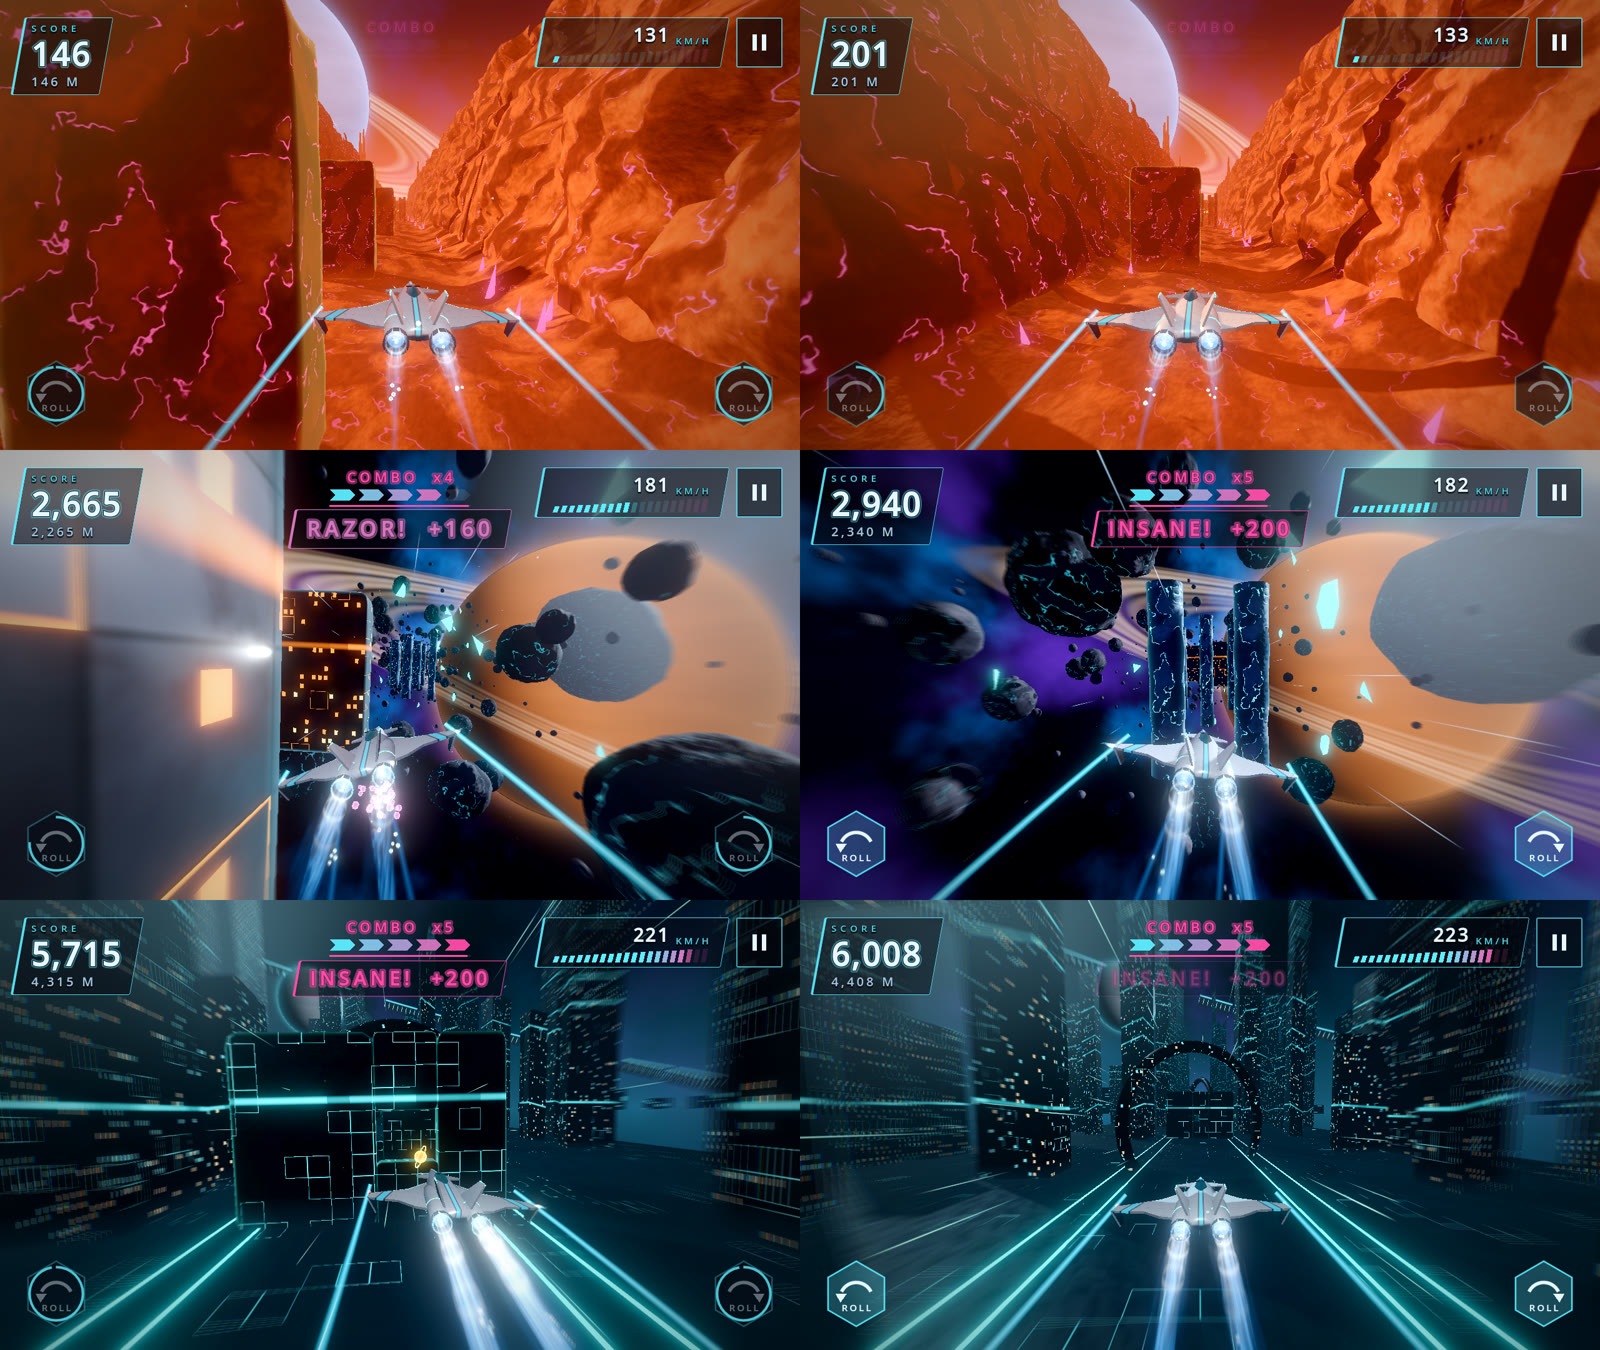 SCORE
146
146 M
COMBO
131 KM/H
ROLL
ROLL
SCORE
201
201 M
COMBO
133 KM/H
ROLL
ROLL
SCORE
2,665
2,265 M
COMBO x4
RAZOR! +160
181 KM/H
ROLL
ROLL
SCORE
2,940
2,340 M
COMBO x5
INSANE! +200
182 KM/H
ROLL
ROLL
SCORE
5,715
4,315 M
COMBO x5
INSANE! +200
221 KM/H
ROLL
ROLL
SCORE
6,008
4,408 M
COMBO x5
INSANE! +200
223 KM/H
ROLL
ROLL